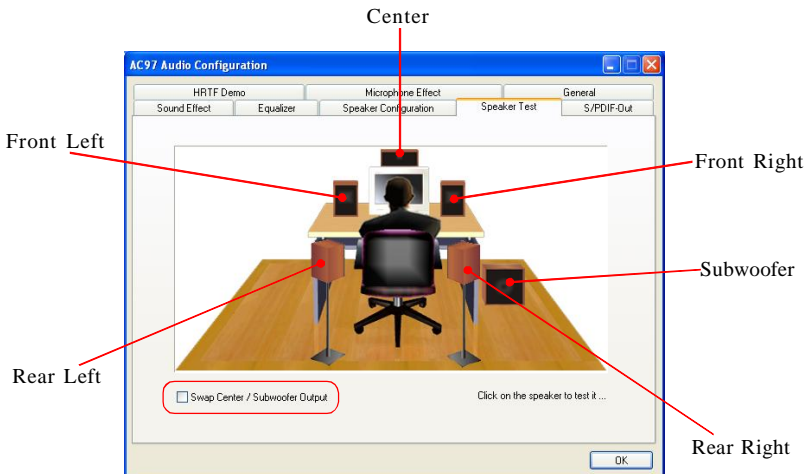 Center
AC97 Audio Configuration
HRTF Demo Microphone Effect General
Sound Effect Equalizer Speaker Configuration Speaker Test S/PDIF-Out
Front Left
Front Right
Subwoofer
Rear Left
Swap Center / Subwoofer Output
Click on the speaker to test it ...
Rear Right
OK